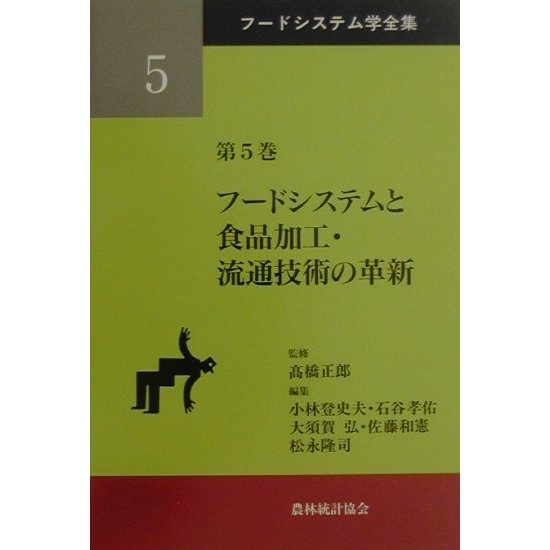 フードシステム学全集
5
第5巻
フードシステムと
食品加工・
流通技術の革新
監修
髙橋正郎
編集
小林登史夫・石谷孝佑
大須賀 弘・佐藤和憲
松永隆司
農林統計協会